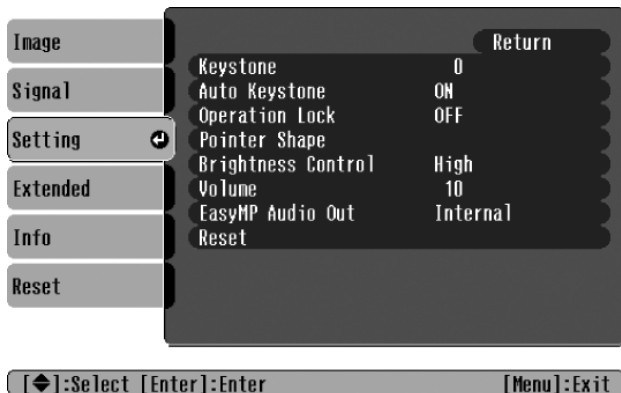 Image
Signal
Setting
Extended
Info
Reset
Return
Keystone 0
Auto Keystone ON
Operation Lock OFF
Pointer Shape
Brightness Control High
Volume 10
EasyMP Audio Out Internal
Reset
[◆]:Select [Enter]:Enter [Menu]:Exit